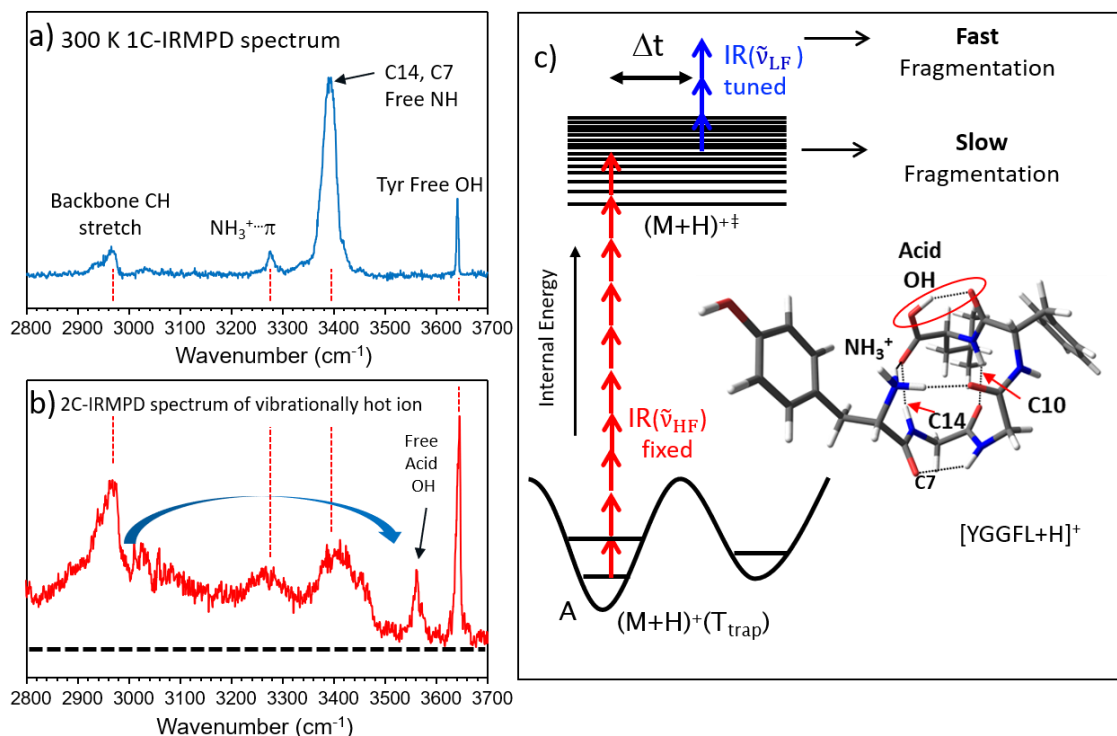 a) 300 K 1C-IRMPD spectrum
C14, C7
Free NH
Tyr Free OH
Backbone CH
stretch
NH₃⁺···π
2800 2900 3000 3100 3200 3300 3400 3500 3600 3700
Wavenumber (cm⁻¹)
b) 2C-IRMPD spectrum of vibrationally hot ion
Free
Acid
OH
2800 2900 3000 3100 3200 3300 3400 3500 3600 3700
Wavenumber (cm⁻¹)
c)
Δt
IR(ν̃LF)
tuned
Fast
Fragmentation
Slow
Fragmentation
(M+H)⁺‡
Internal Energy
IR(ν̃HF)
fixed
Acid
OH
NH₃⁺
C10
C14
C7
[YGGFL+H]⁺
A
(M+H)⁺(Ttrap)